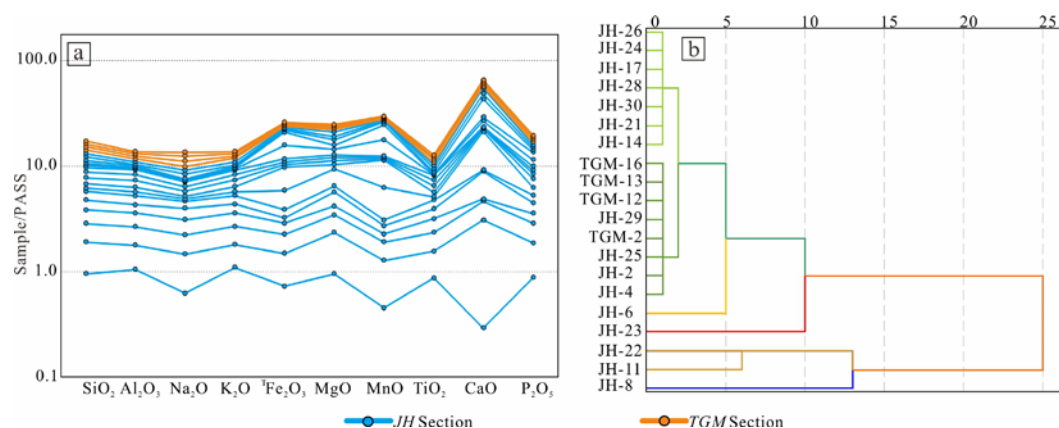 a
100.0
10.0
1.0
0.1
Sample/PASS
SiO₂ Al₂O₃ Na₂O K₂O ᵀFe₂O₃ MgO MnO TiO₂ CaO P₂O₅
JH Section TGM Section
b
0 5 10 15 20 25
JH-26
JH-24
JH-17
JH-28
JH-30
JH-21
JH-14
TGM-16
TGM-13
TGM-12
JH-29
TGM-2
JH-25
JH-2
JH-4
JH-6
JH-23
JH-22
JH-11
JH-8